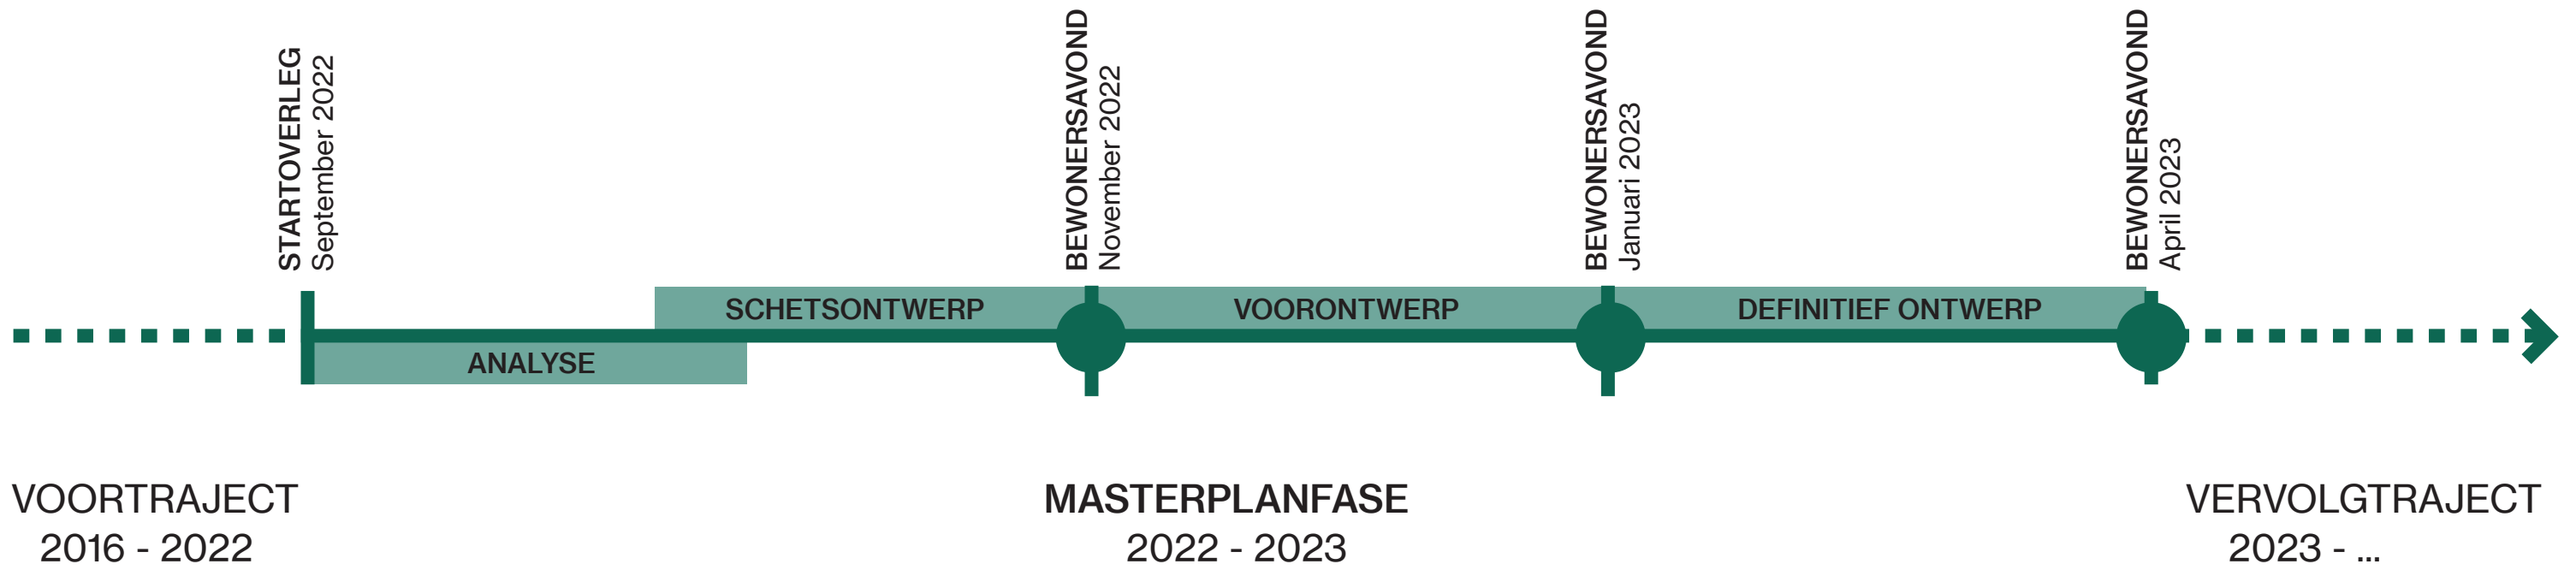 STARTOVERLEG
September 2022
BEWONERSAVOND
November 2022
BEWONERSAVOND
Januari 2023
BEWONERSAVOND
April 2023
SCHETSONTWERP
VOORONTWERP
DEFINITIEF ONTWERP
ANALYSE
VOORTRAJECT
2016 - 2022
MASTERPLANFASE
2022 - 2023
VERVOLGTRAJECT
2023 - ...